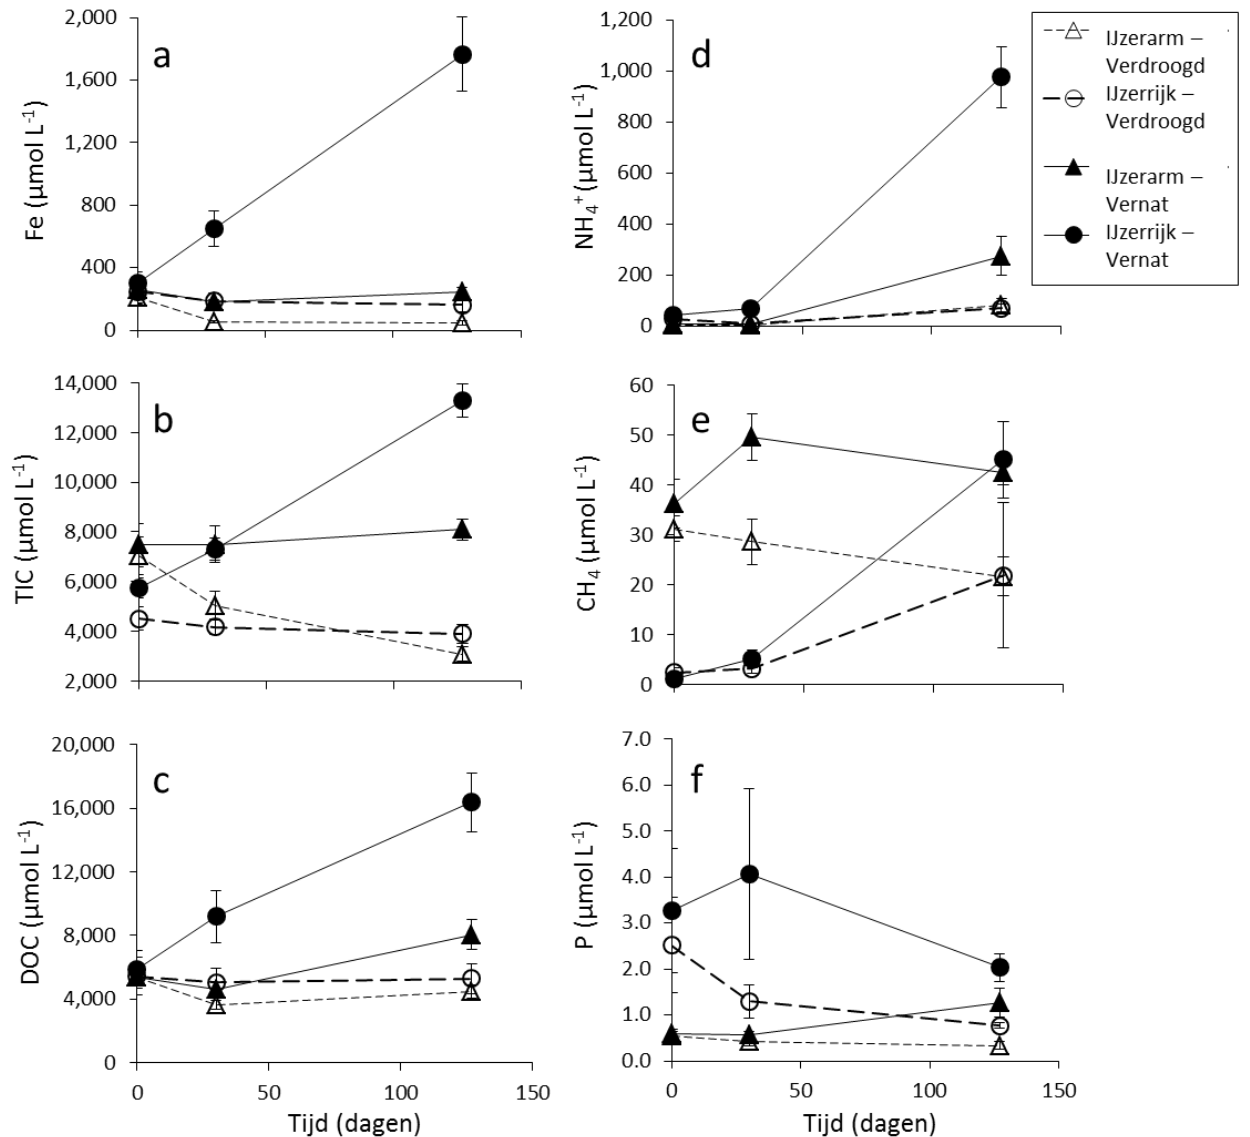 a
Fe (µmol L-1)
2,000
1,600
1,200
800
400
0
d
NH4+ (µmol L-1)
1,200
1,000
800
600
400
200
0
IJzerarm –
Verdroogd
IJzerrijk –
Verdroogd
IJzerarm –
Vernat
IJzerrijk –
Vernat
b
TIC (µmol L-1)
14,000
12,000
10,000
8,000
6,000
4,000
2,000
e
CH4 (µmol L-1)
60
50
40
30
20
10
0
c
DOC (µmol L-1)
20,000
16,000
12,000
8,000
4,000
0
0 50 100 150
Tijd (dagen)
f
P (µmol L-1)
7.0
6.0
5.0
4.0
3.0
2.0
1.0
0.0
0 50 100 150
Tijd (dagen)